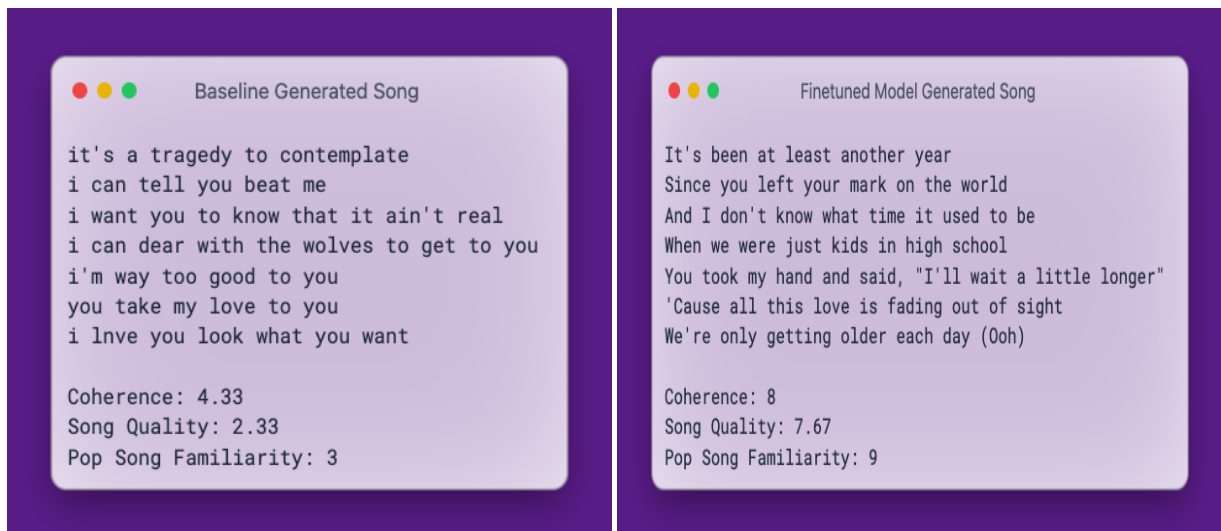 Baseline Generated Song
it's a tragedy to contemplate
i can tell you beat me
i want you to know that it ain't real
i can dear with the wolves to get to you
i'm way too good to you
you take my love to you
i lnve you look what you want
Coherence: 4.33
Song Quality: 2.33
Pop Song Familiarity: 3
Finetuned Model Generated Song
It's been at least another year
Since you left your mark on the world
And I don't know what time it used to be
When we were just kids in high school
You took my hand and said, "I'll wait a little longer"
'Cause all this love is fading out of sight
We're only getting older each day (Ooh)
Coherence: 8
Song Quality: 7.67
Pop Song Familiarity: 9